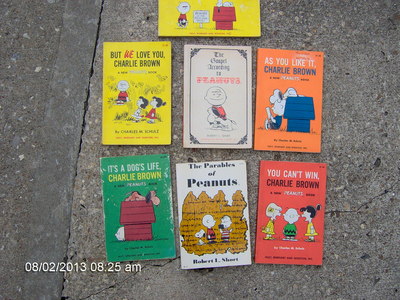 BUT WE LOVE YOU,
CHARLIE BROWN
A NEW PEANUTS BOOK
By CHARLES M. SCHULZ
The
Gospel
According
to
PEANUTS
ROBERT L. SHORT
AS YOU LIKE IT,
CHARLIE BROWN
A NEW PEANUTS BOOK
by Charles M. Schulz
IT'S A DOG'S LIFE,
CHARLIE BROWN
A NEW PEANUTS BOOK
The Parables of
Peanuts
Robert L. Short
YOU CAN'T WIN,
CHARLIE BROWN
A NEW PEANUTS BOOK
by Charles M. Schulz
08/02/2013 08:25 am